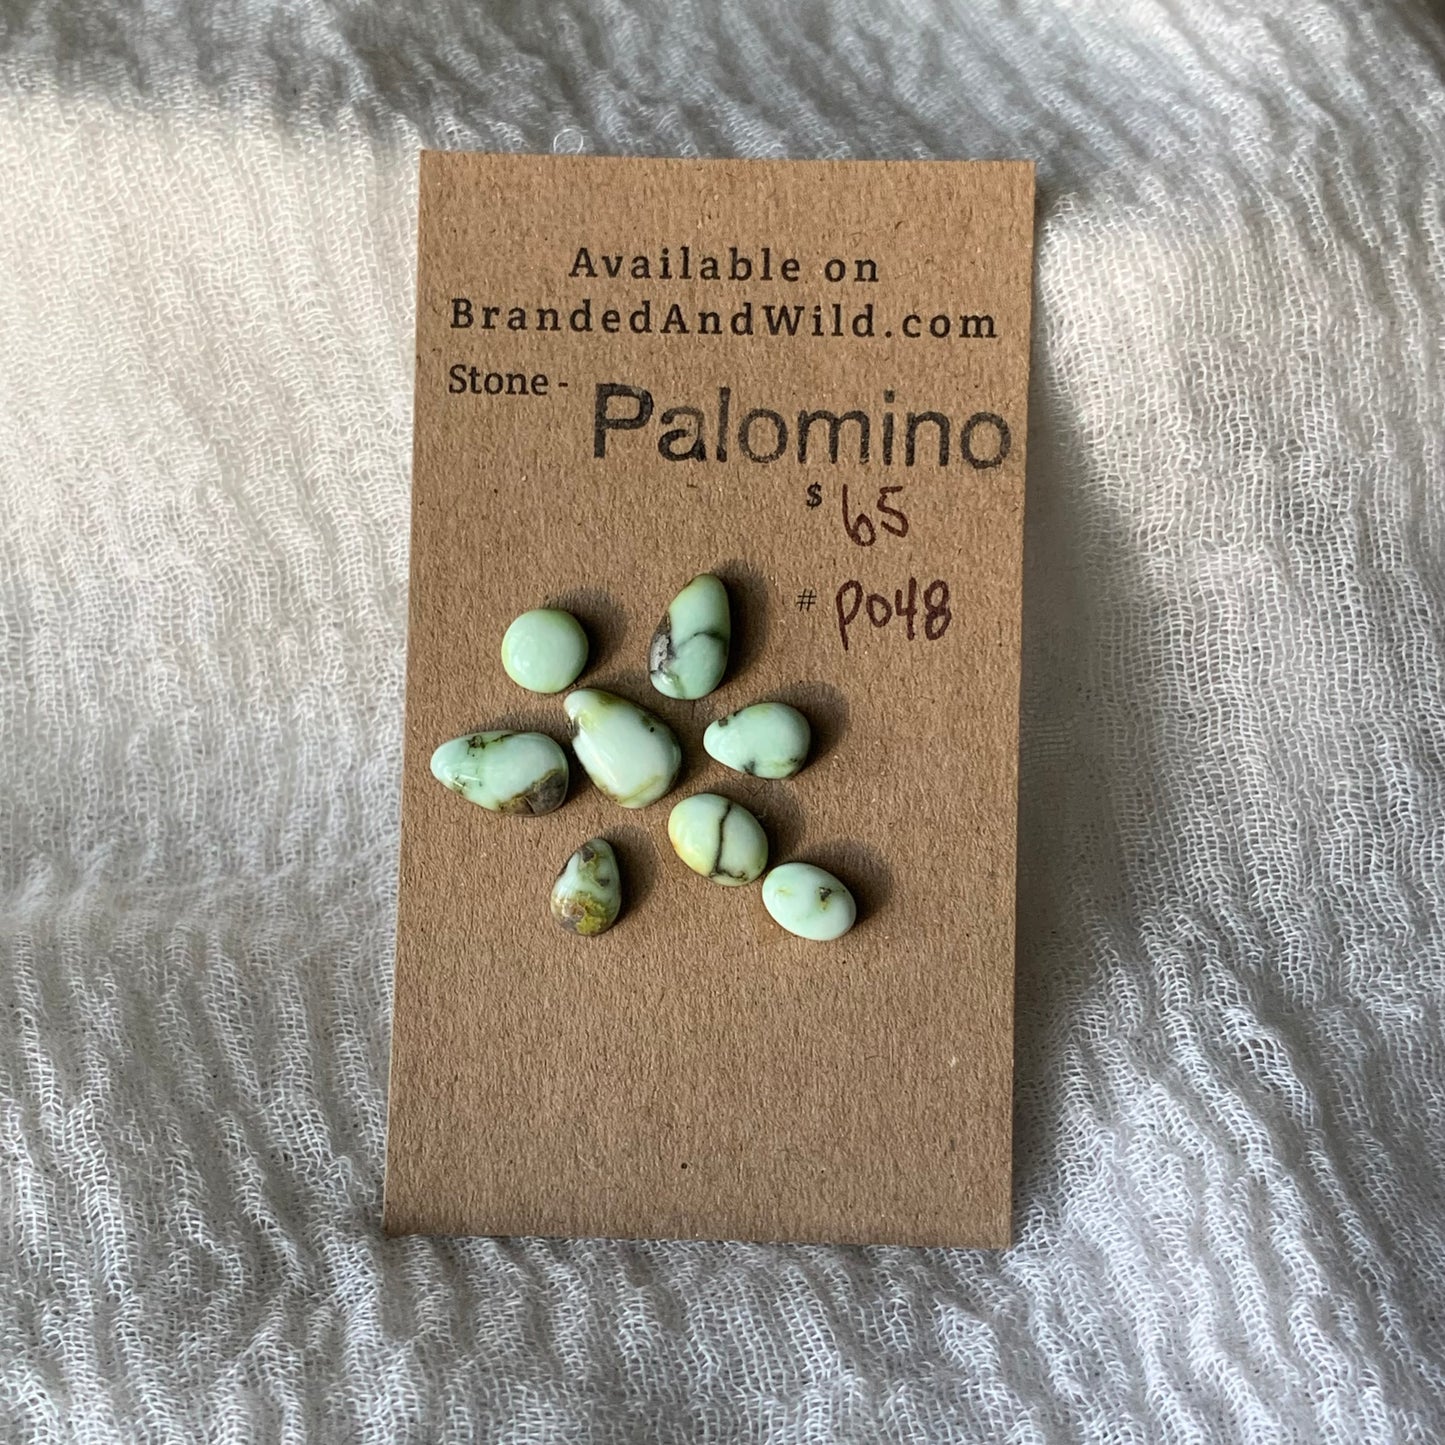 Available on
BrandedAndWild.com
Stone - Palomino
$ 65
# P048